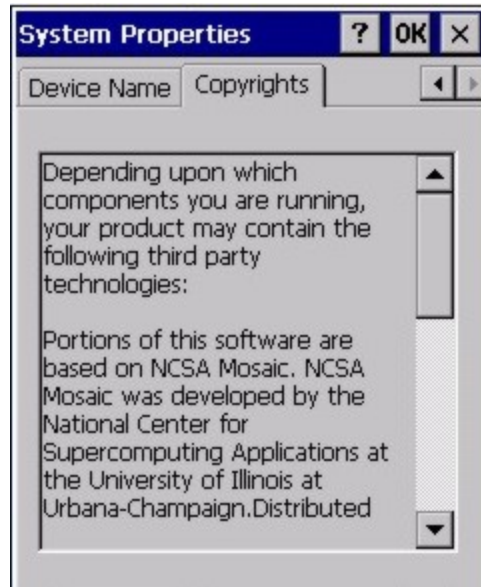 System Properties ? OK ×
Device Name Copyrights
Depending upon which
components you are running,
your product may contain the
following third party
technologies:
Portions of this software are
based on NCSA Mosaic. NCSA
Mosaic was developed by the
National Center for
Supercomputing Applications at
the University of Illinois at
Urbana-Champaign.Distributed